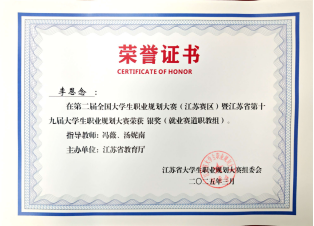 荣誉证书
CERTIFICATE OF HONOR
李思念：
在第二届全国大学生职业规划大赛（江苏赛区）暨江苏省第十
九届大学生职业规划大赛荣获 银奖（就业赛道职教组）。
指导教师：冯薇、汤妮南
主办单位：江苏省教育厅
江苏省大学生职业规划大赛组委会
二〇二五年三月